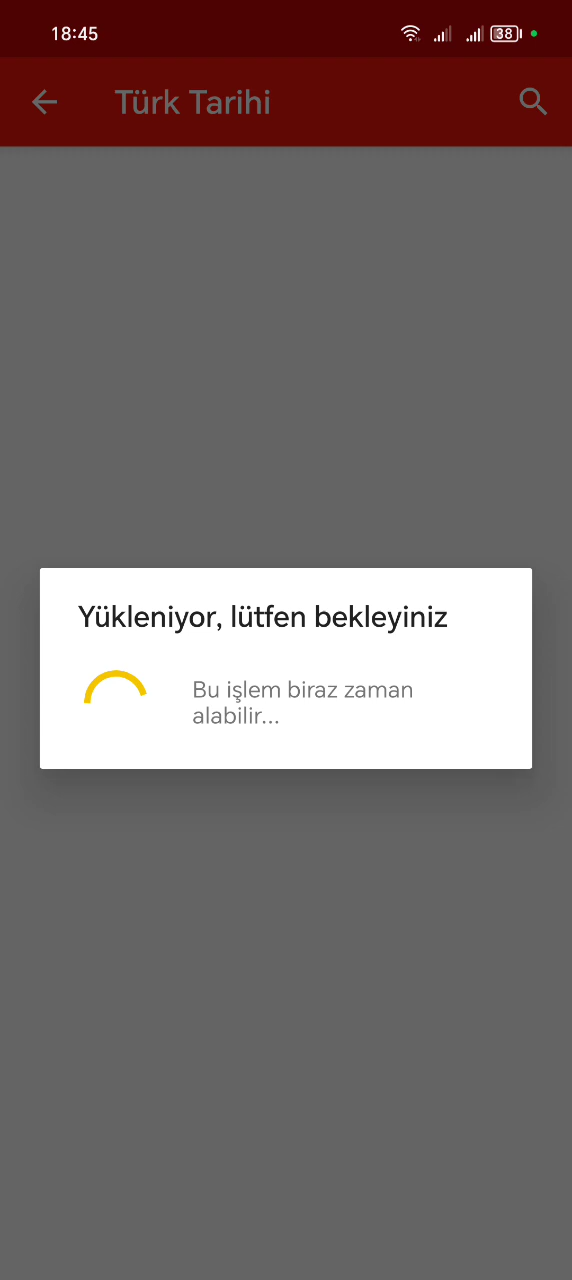 18:45
38
Türk Tarihi
Yükleniyor, lütfen bekleyiniz
Bu işlem biraz zaman
alabilir...